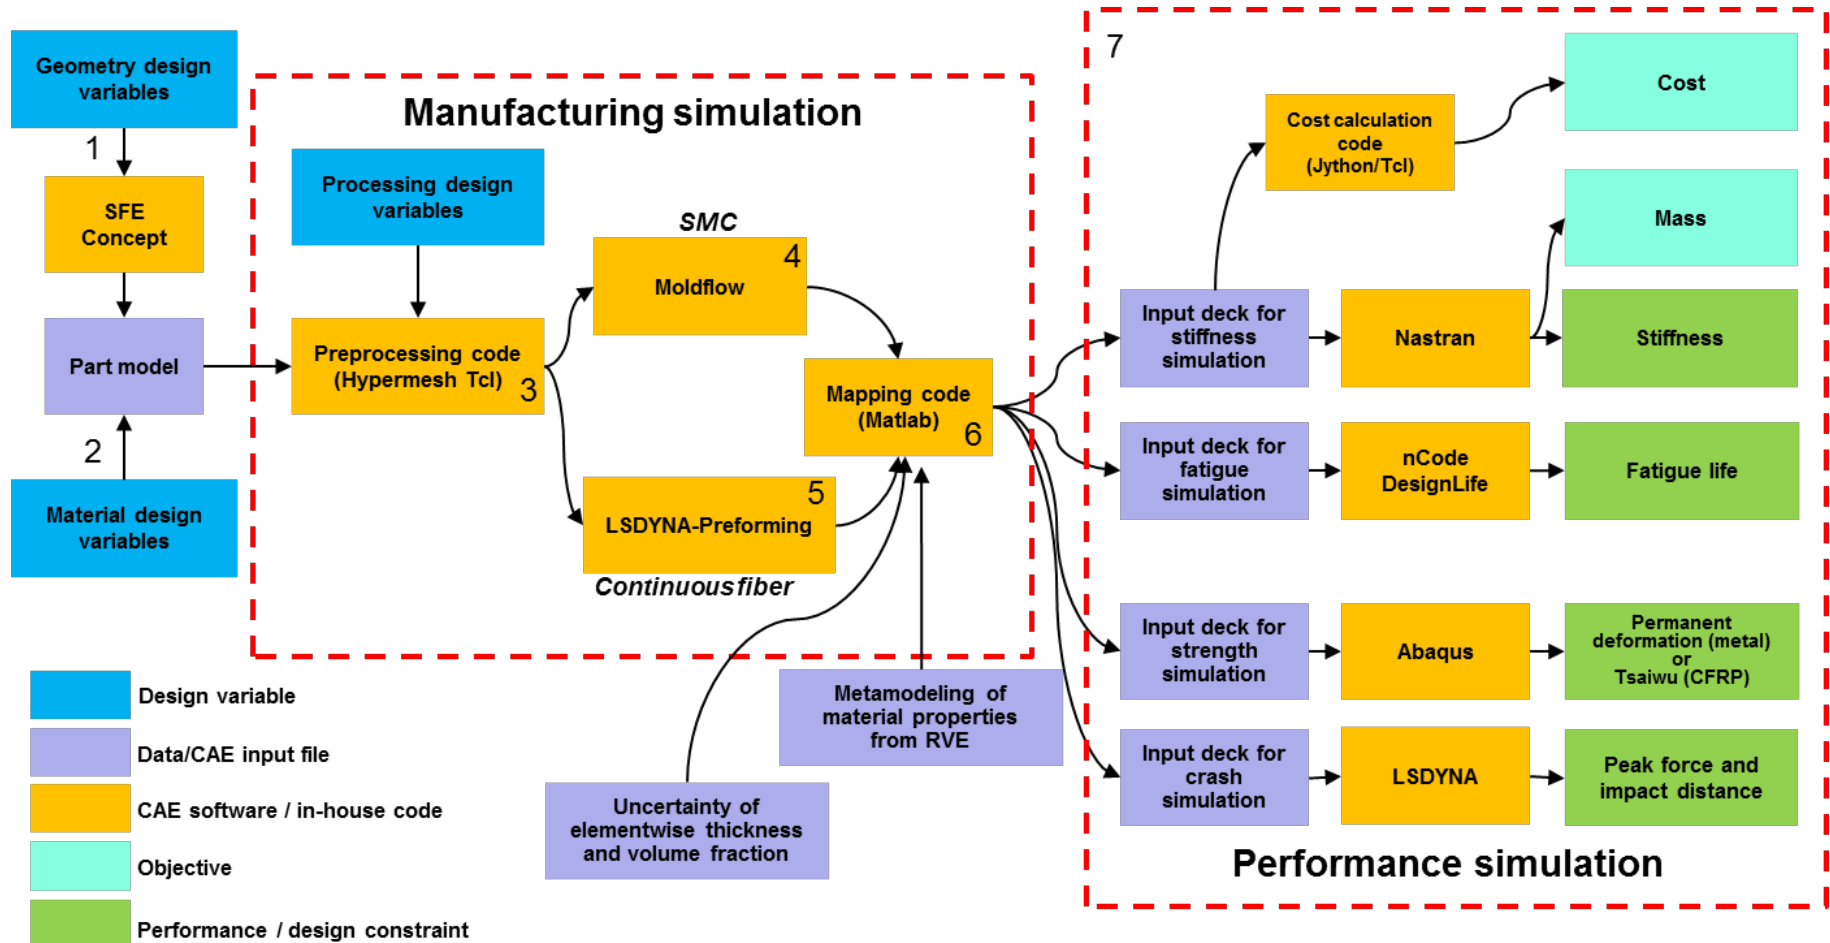 Geometry design
variables
1
SFE
Concept
Part model
2
Material design
variables
Manufacturing simulation
Processing design
variables
Preprocessing code
(Hypermesh Tcl)
3
SMC
4
Moldflow
5
LSDYNA-Preforming
Continuousfiber
Mapping code
(Matlab)
6
Metamodeling of
material properties
from RVE
Uncertainty of
elementwise thickness
and volume fraction
7
Cost calculation
code
(Jython/Tcl)
Cost
Mass
Input deck for
stiffness
simulation
Nastran
Stiffness
Input deck for
fatigue
simulation
nCode
DesignLife
Fatigue life
Input deck for
strength
simulation
Abaqus
Permanent
deformation (metal)
or
Tsaiwu (CFRP)
Input deck for
crash
simulation
LSDYNA
Peak force and
impact distance
Performance simulation
Design variable
Data/CAE input file
CAE software / in-house code
Objective
Performance / design constraint